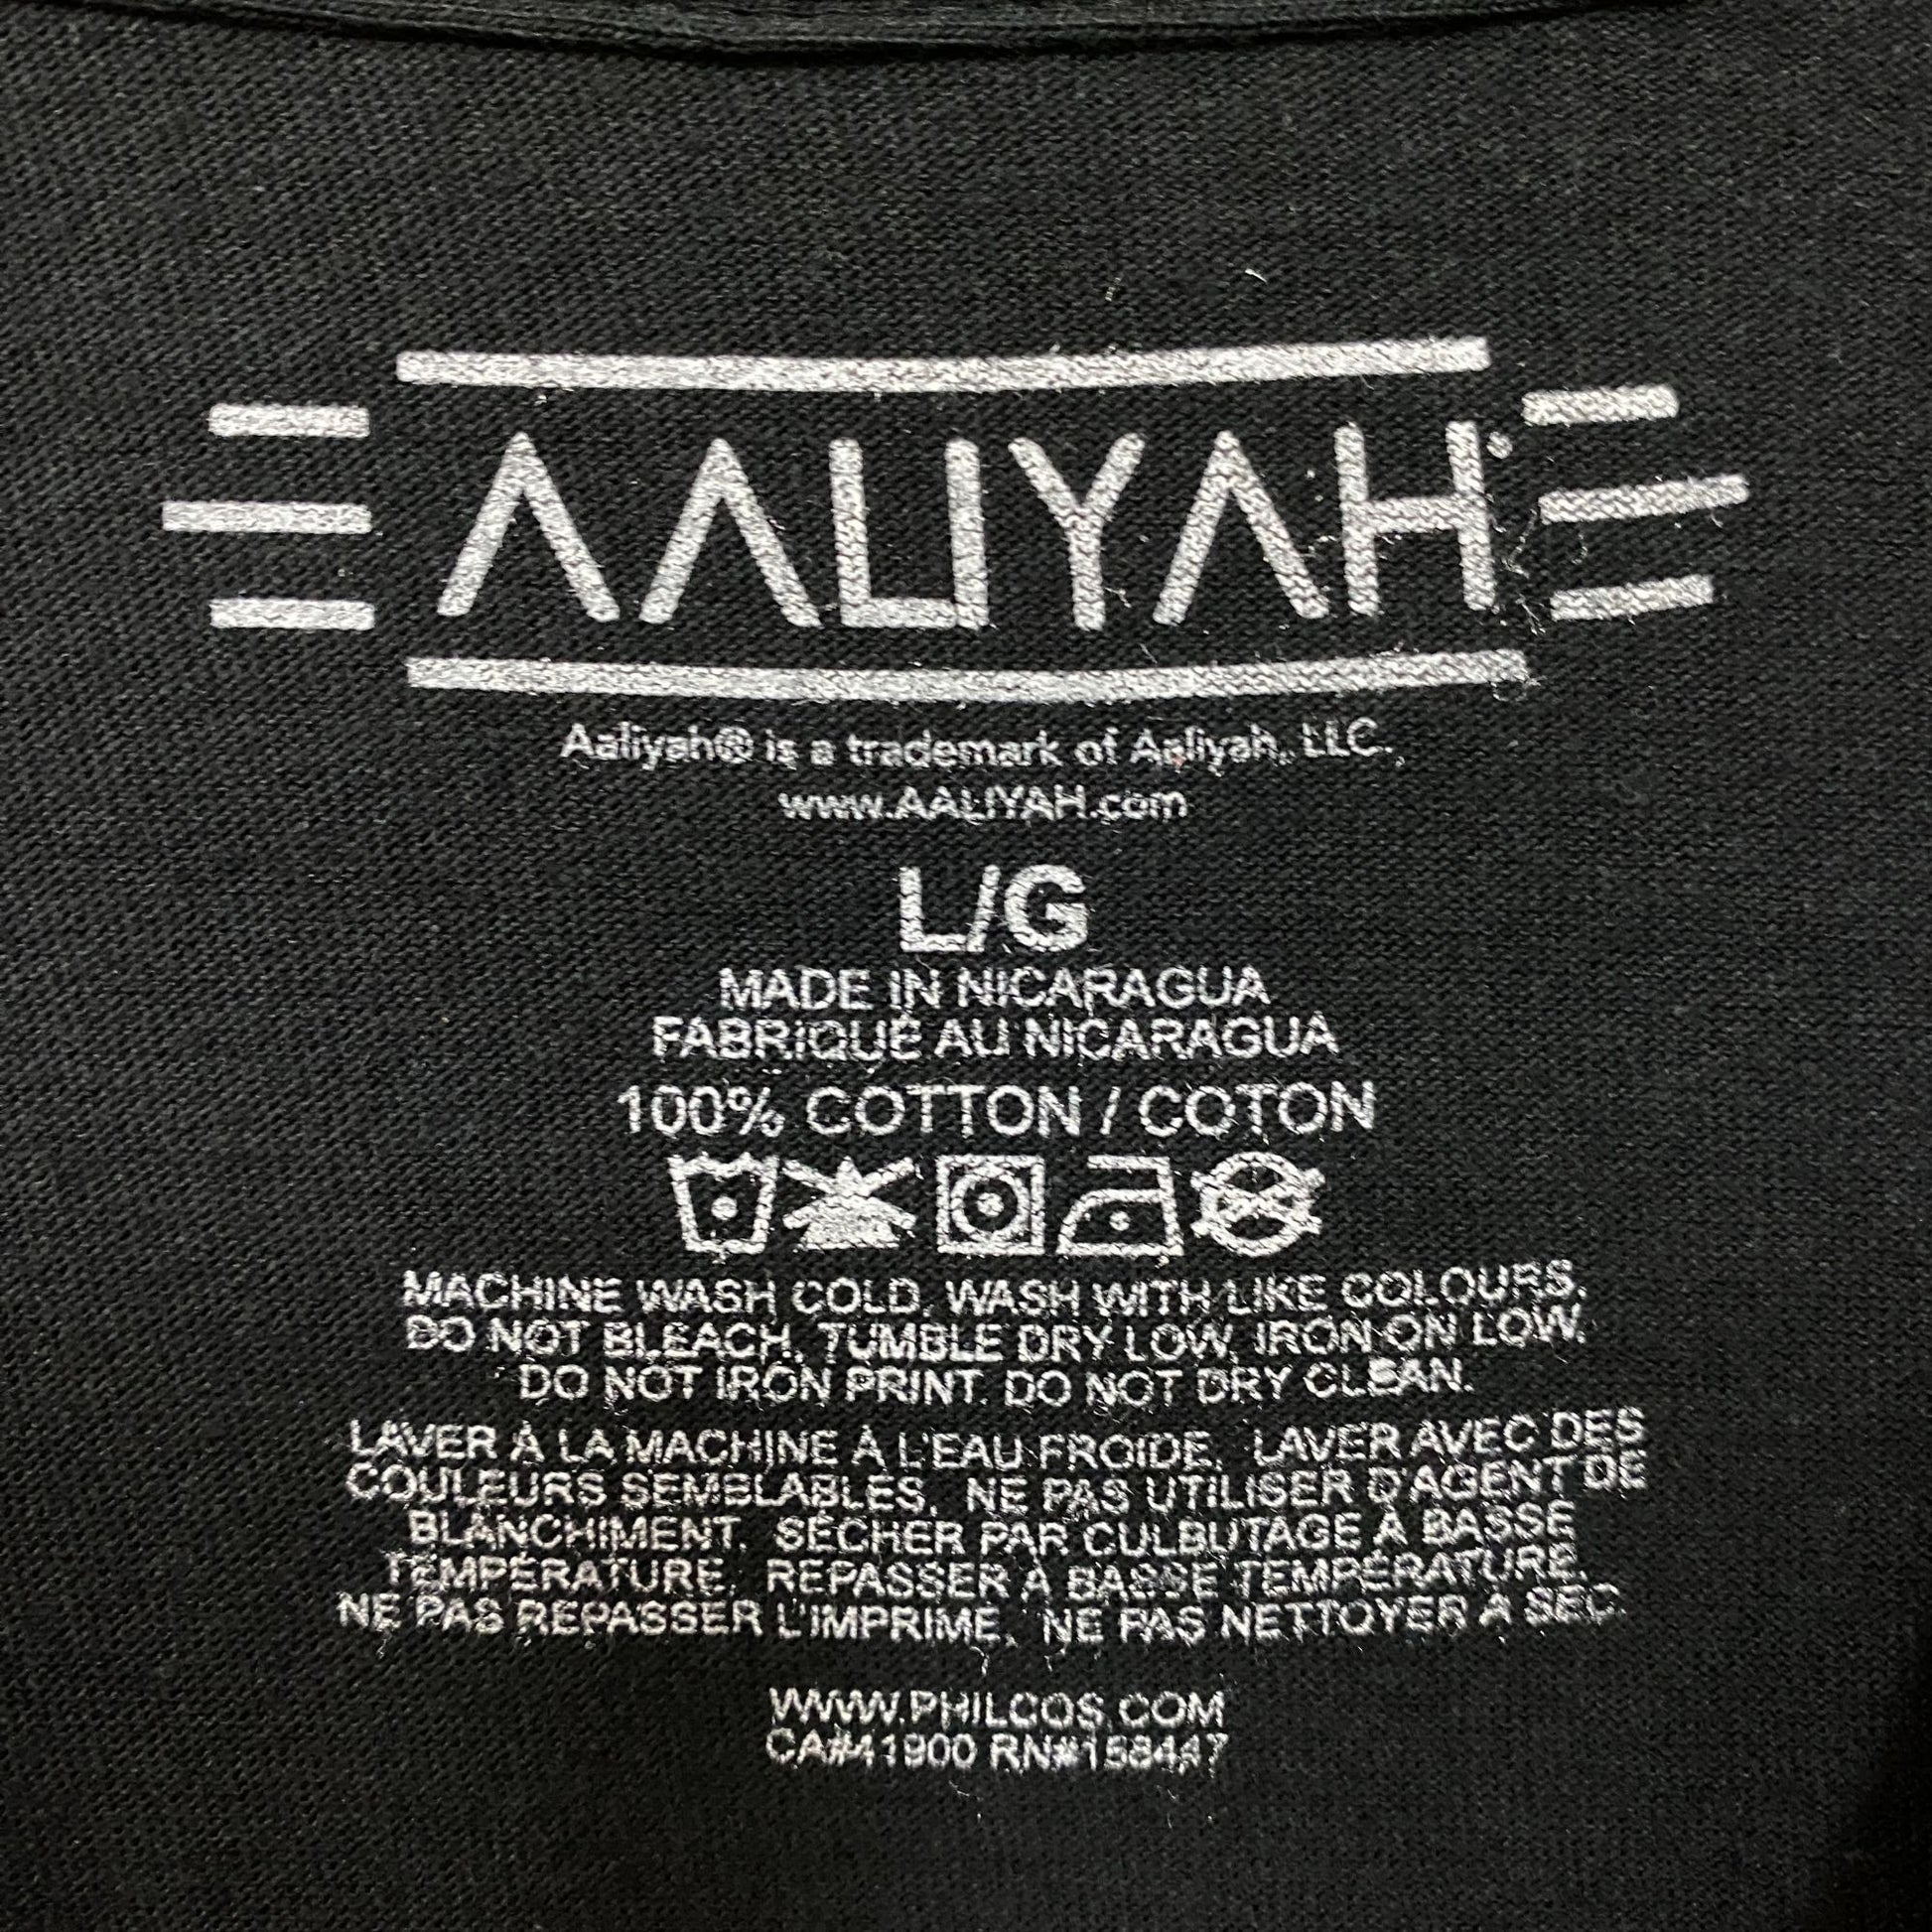 AALIYAH
Aaliyah® is a trademark of Aaliyah, LLC.
www.AALIYAH.com
L/G
MADE IN NICARAGUA
FABRIQUÉ AU NICARAGUA
100% COTTON / COTON
MACHINE WASH COLD. WASH WITH LIKE COLOURS.
DO NOT BLEACH. TUMBLE DRY LOW. IRON ON LOW.
DO NOT IRON PRINT. DO NOT DRY CLEAN.
LAVER À LA MACHINE À L'EAU FROIDE. LAVER AVEC DES
COULEURS SEMBLABLES. NE PAS UTILISER D'AGENT DE
BLANCHIMENT. SÉCHER PAR CULBUTAGE À BASSE
TEMPÉRATURE. REPASSER À BASSE TEMPÉRATURE.
NE PAS REPASSER L'IMPRIME. NE PAS NETTOYER A SEC.
WWW.PHILCOS.COM
CA#41900 RN#158447